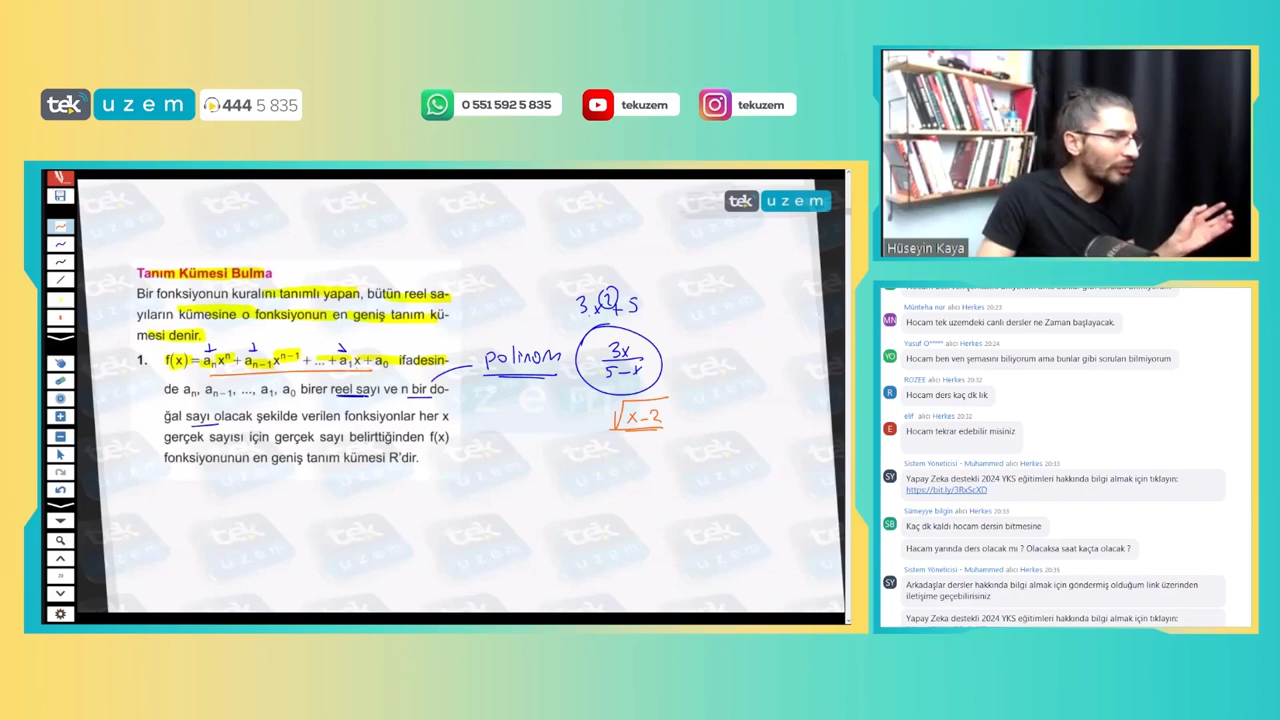 tek uzem 444 5 835
0 551 592 5 835
tekuzem
tekuzem
tek uzem
Tanım Kümesi Bulma
Bir fonksiyonun kuralını tanımlı yapan, bütün reel sa-
yıların kümesine o fonksiyonun en geniş tanım kü-
mesi denir.
1. f(x) = aₙxⁿ + aₙ₋₁xⁿ⁻¹ + ... + a₁x + a₀ ifadesin-
de aₙ, aₙ₋₁, ..., a₁, a₀ birer reel sayı ve n bir do-
ğal sayı olacak şekilde verilen fonksiyonlar her x
gerçek sayısı için gerçek sayı belirttiğinden f(x)
fonksiyonunun en geniş tanım kümesi R'dir.
polinom
3x² + 5
3x
5-x
√x-2
Hüseyin Kaya
Münteha nur alıcı Herkes 20:23
MN
Hocam tek uzemdeki canlı dersler ne Zaman başlayacak.
Yusuf O***** alıcı Herkes 20:24
YO
Hocam ben ven şemasını biliyorum ama bunlar gibi soruları bilmiyorum
ROZEE alıcı Herkes 20:32
R
Hocam ders kaç dk lık
elif alıcı Herkes 20:32
E
Hocam tekrar edebilir misiniz
Sistem Yöneticisi - Muhammed alıcı Herkes 20:33
SY
Yapay Zeka destekli 2024 YKS eğitimleri hakkında bilgi almak için tıklayın:
https://bit.ly/3RxScXD
Sümeyye bilgin alıcı Herkes 20:33
SB
Kaç dk kaldı hocam dersin bitmesine
Hacam yarında ders olacak mı ? Olacaksa saat kaçta olacak ?
Sistem Yöneticisi - Muhammed alıcı Herkes 20:35
SY
Arkadaşlar dersler hakkında bilgi almak için göndermiş olduğum link üzerinden
iletişime geçebilirisiniz
Yapay Zeka destekli 2024 YKS eğitimleri hakkında bilgi almak için tıklayın: